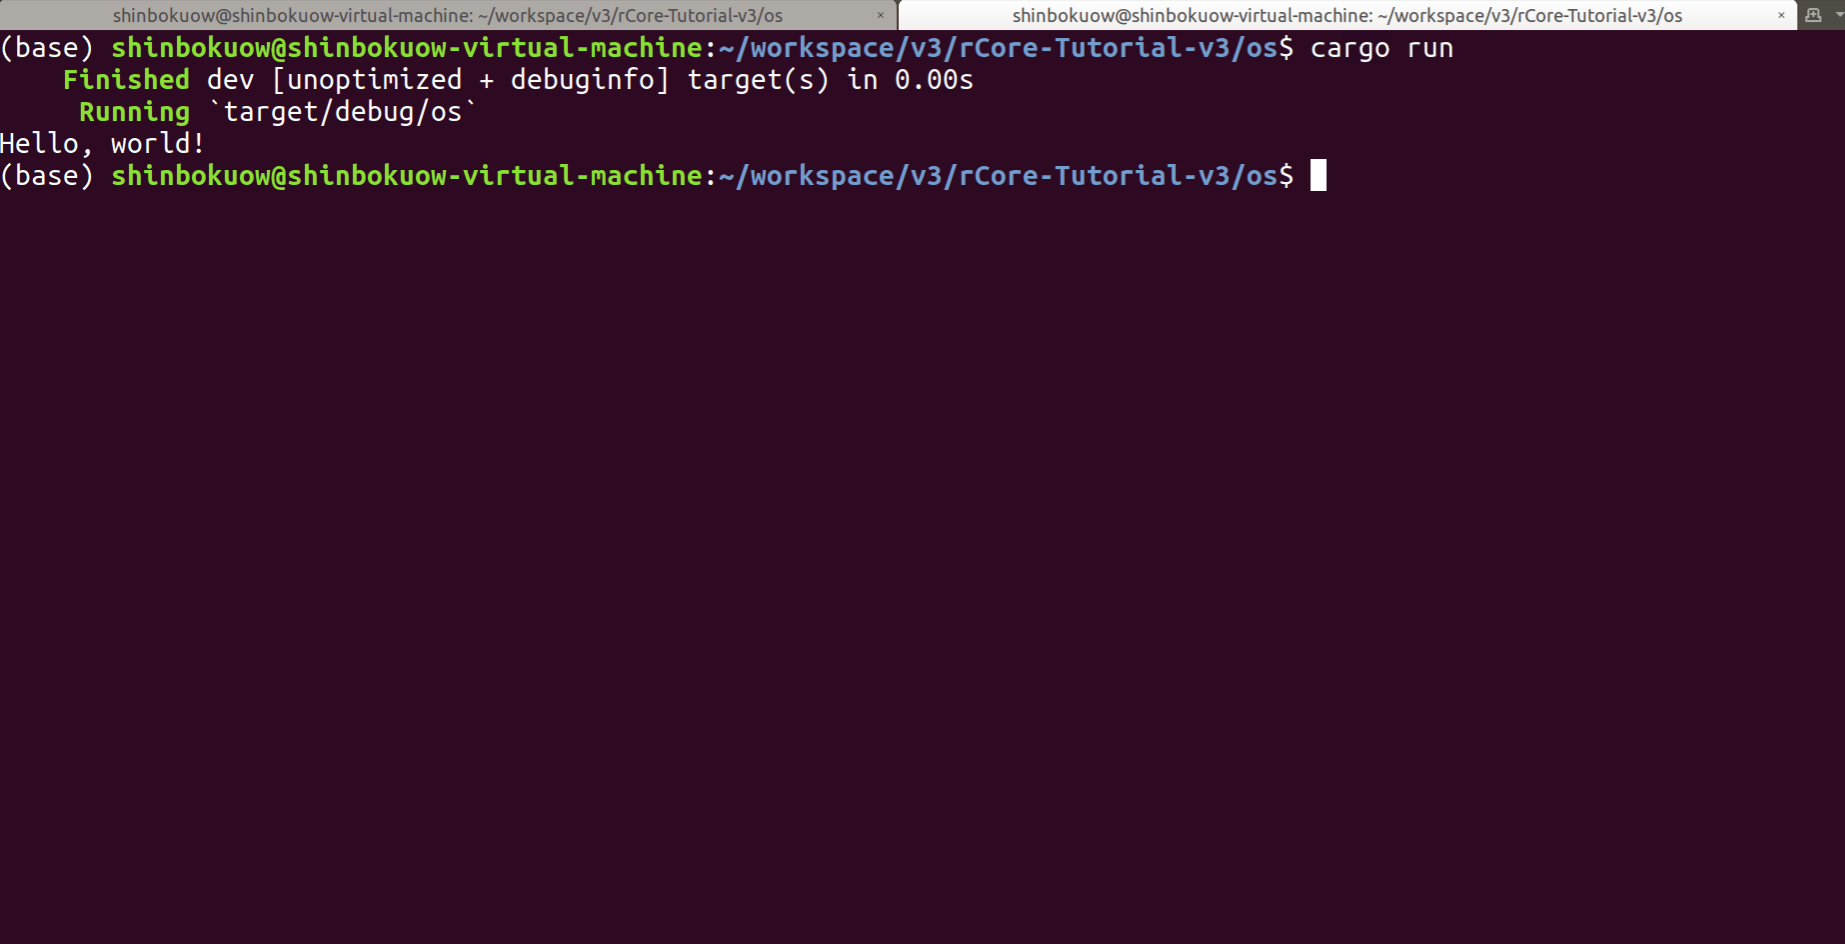 shinbokuow@shinbokuow-virtual-machine: ~/workspace/v3/rCore-Tutorial-v3/os × shinbokuow@shinbokuow-virtual-machine: ~/workspace/v3/rCore-Tutorial-v3/os ×
(base) shinbokuow@shinbokuow-virtual-machine:~/workspace/v3/rCore-Tutorial-v3/os$ cargo run
    Finished dev [unoptimized + debuginfo] target(s) in 0.00s
     Running `target/debug/os`
Hello, world!
(base) shinbokuow@shinbokuow-virtual-machine:~/workspace/v3/rCore-Tutorial-v3/os$